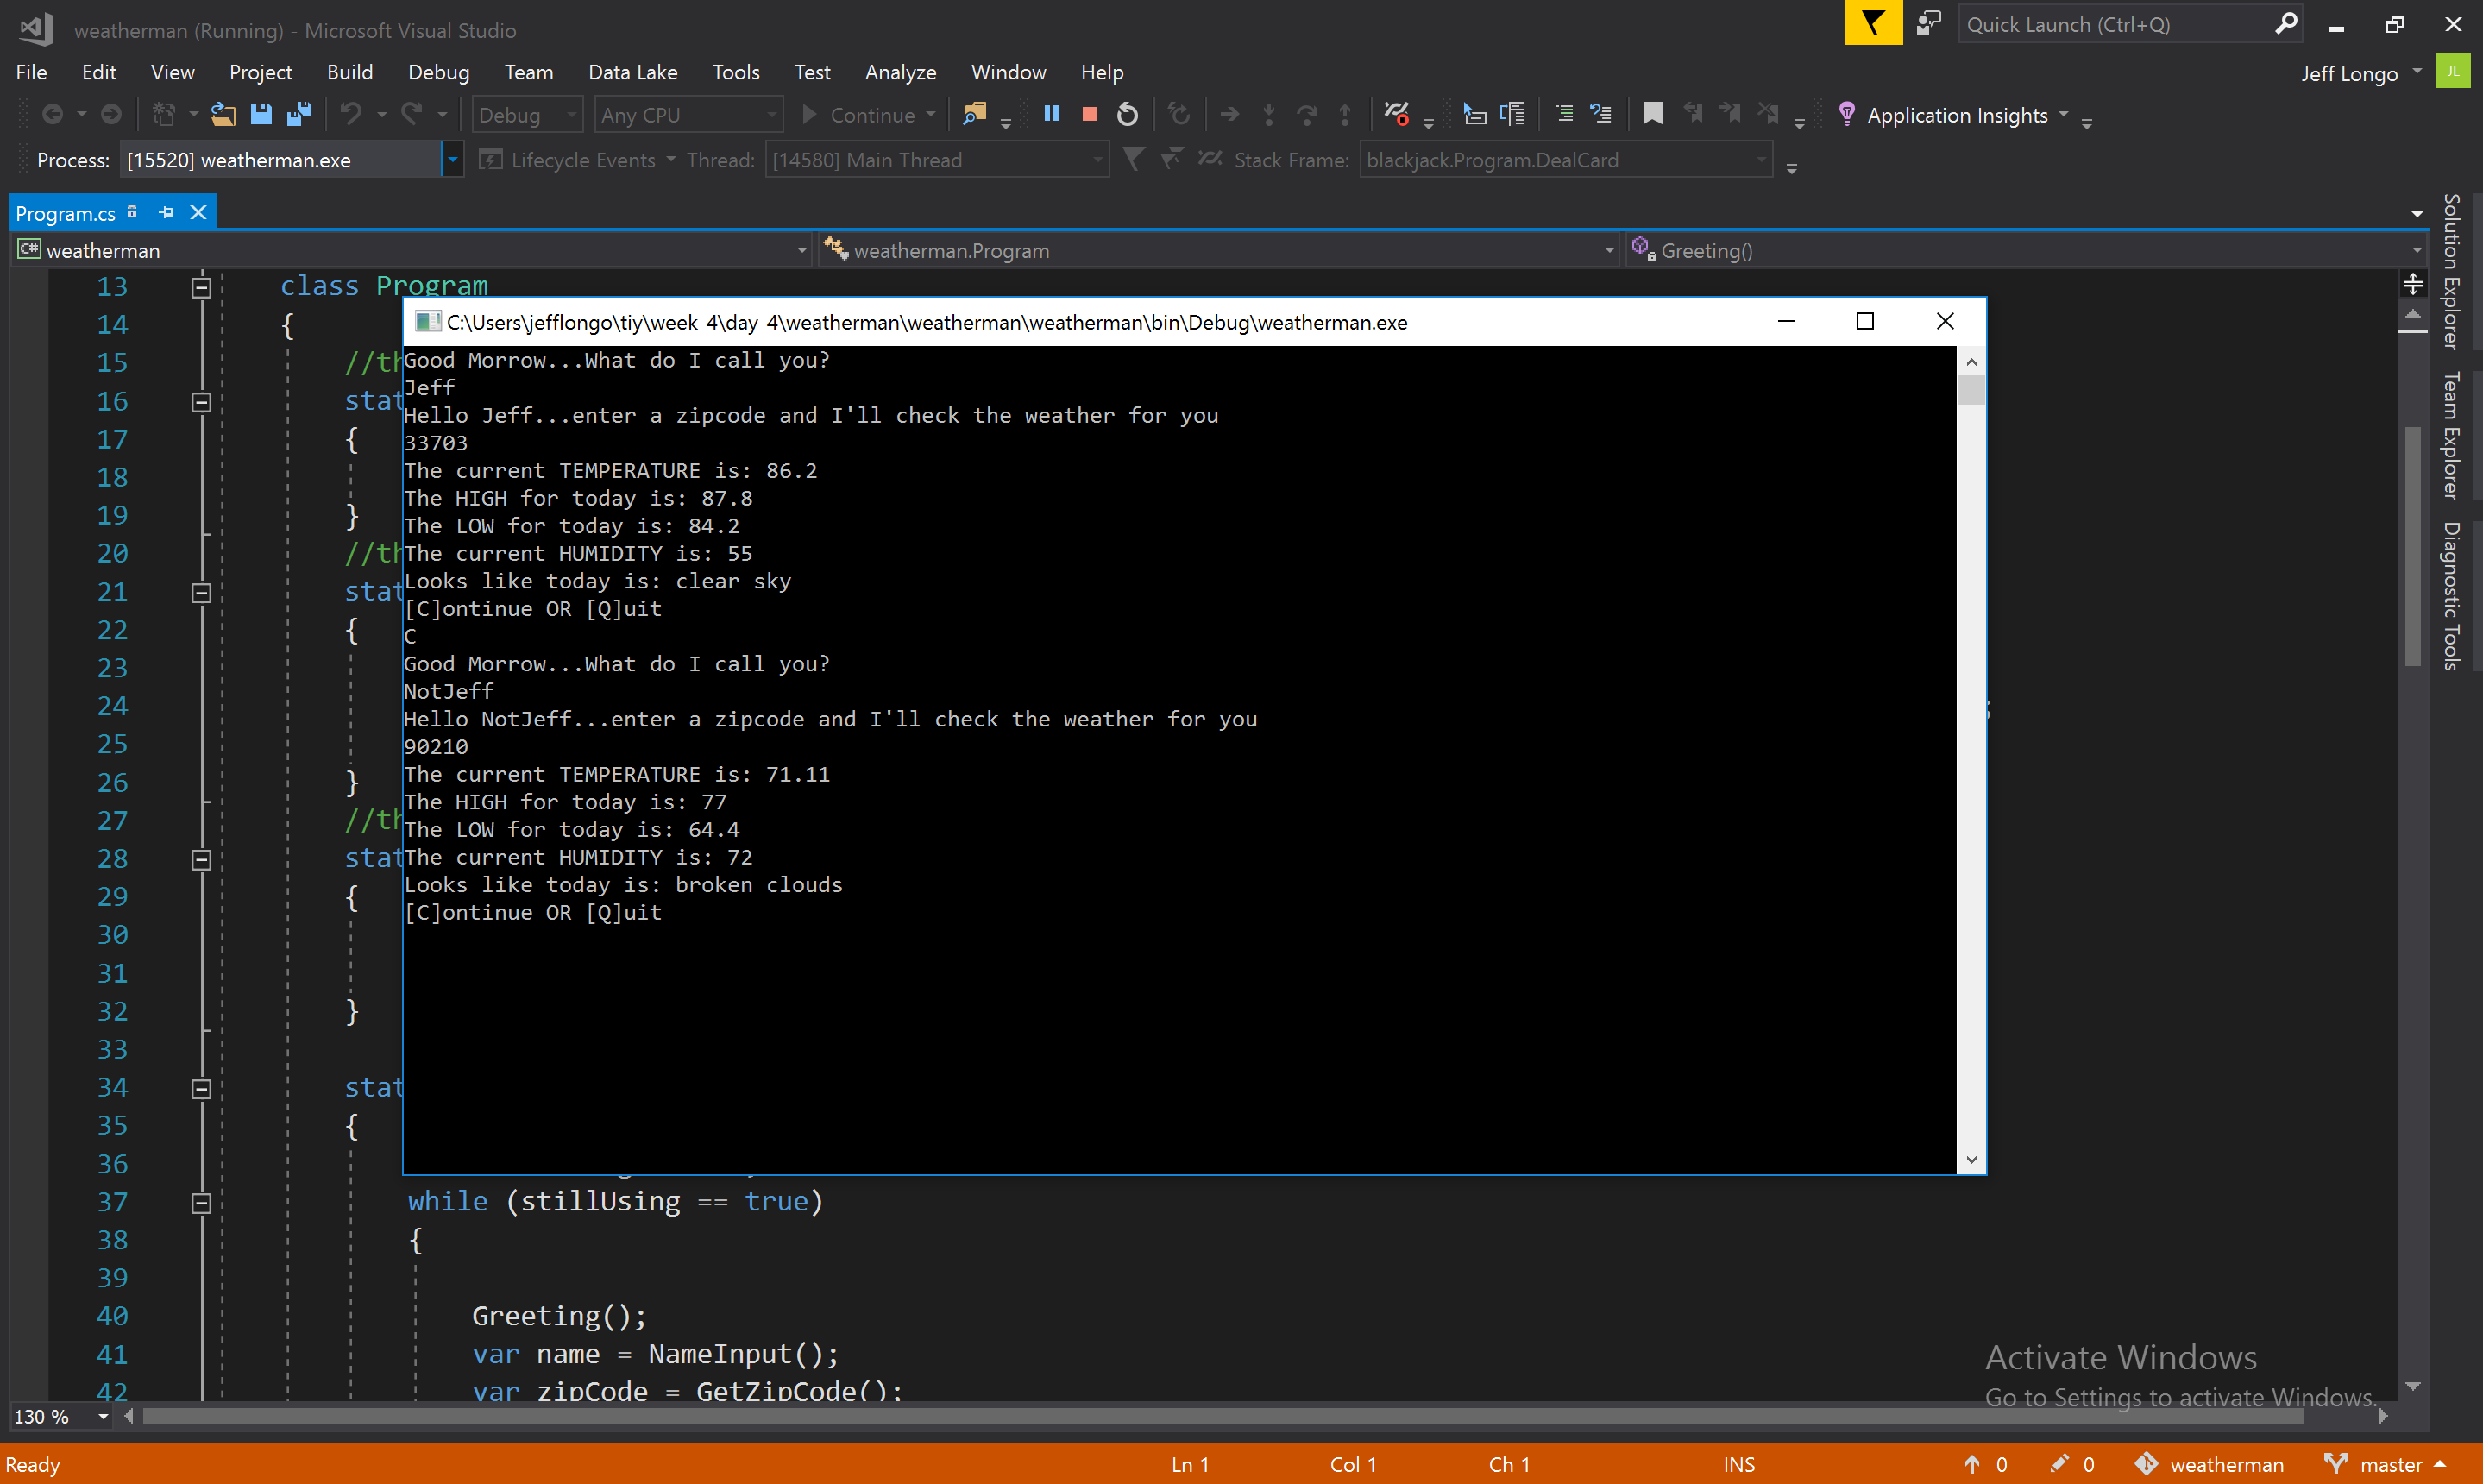 weatherman (Running) - Microsoft Visual Studio
Quick Launch (Ctrl+Q)
File Edit View Project Build Debug Team Data Lake Tools Test Analyze Window Help
Jeff Longo JL
Debug Any CPU Continue Application Insights
Process: [15520] weatherman.exe Lifecycle Events Thread: [14580] Main Thread Stack Frame: blackjack.Program.DealCard
Program.cs
C# weatherman weatherman.Program Greeting()
13 class Program
14 {
15 //th
16 stat
17 {
18
19 }
20 //th
21 stat
22 {
23
24 ;
25
26 }
27 //th
28 stat
29 {
30
31
32 }
33
34 stat
35 {
36
37 while (stillUsing == true)
38 {
39
40 Greeting();
41 var name = NameInput();
42 var zipCode = GetZipCode();
C:\Users\jefflongo\tiy\week-4\day-4\weatherman\weatherman\weatherman\bin\Debug\weatherman.exe
Good Morrow...What do I call you?
Jeff
Hello Jeff...enter a zipcode and I'll check the weather for you
33703
The current TEMPERATURE is: 86.2
The HIGH for today is: 87.8
The LOW for today is: 84.2
The current HUMIDITY is: 55
Looks like today is: clear sky
[C]ontinue OR [Q]uit
C
Good Morrow...What do I call you?
NotJeff
Hello NotJeff...enter a zipcode and I'll check the weather for you
90210
The current TEMPERATURE is: 71.11
The HIGH for today is: 77
The LOW for today is: 64.4
The current HUMIDITY is: 72
Looks like today is: broken clouds
[C]ontinue OR [Q]uit
Solution Explorer
Team Explorer
Diagnostic Tools
Activate Windows
Go to Settings to activate Windows.
130 %
Ready Ln 1 Col 1 Ch 1 INS 0 0 weatherman master